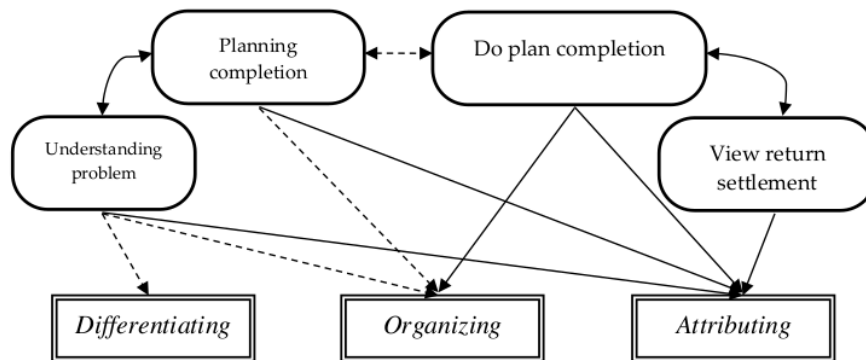 Planning
completion
Do plan completion
Understanding
problem
View return
settlement
Differentiating
Organizing
Attributing